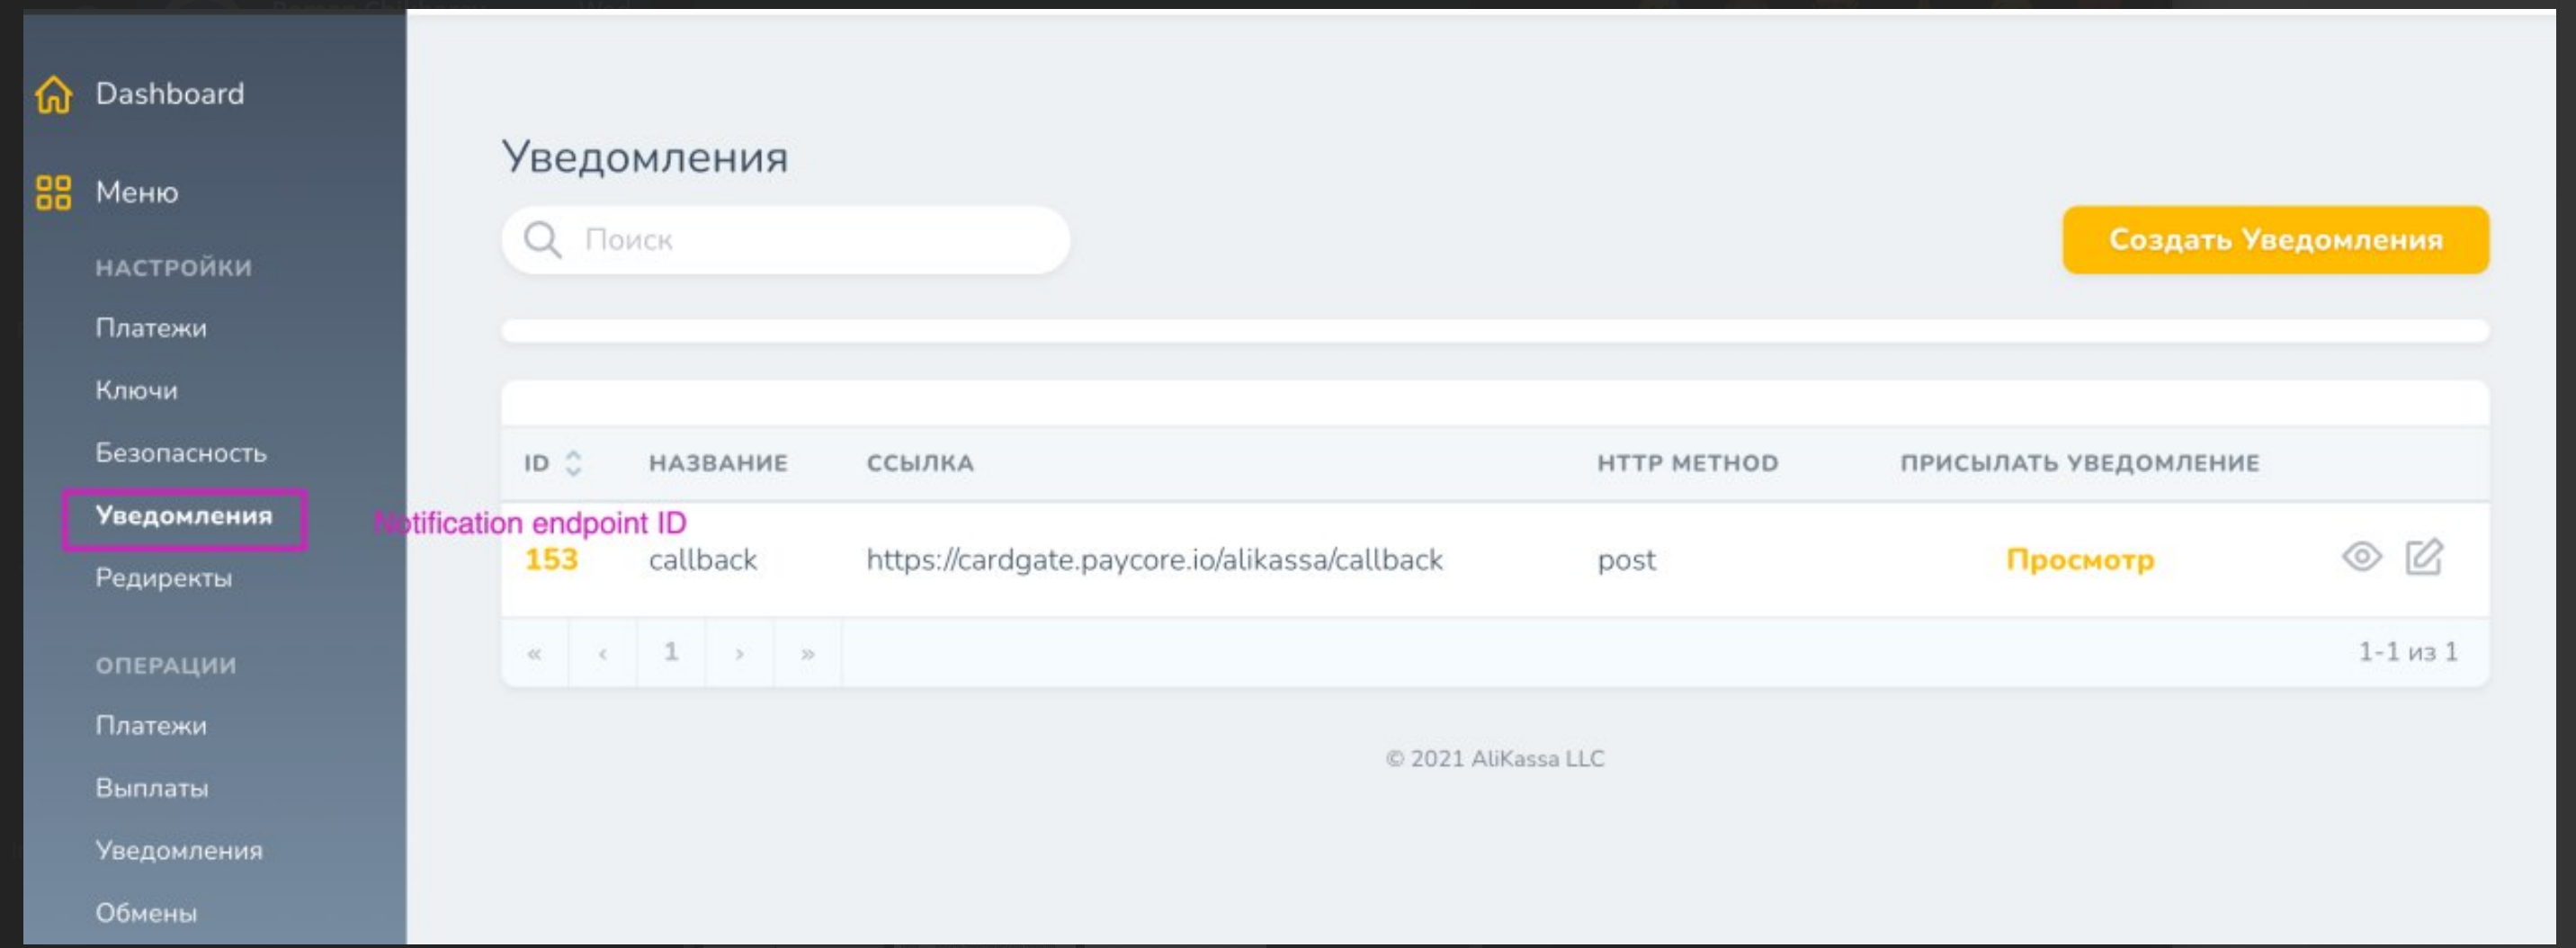 Dashboard
Меню
НАСТРОЙКИ
Платежи
Ключи
Безопасность
Уведомления
Редиректы
ОПЕРАЦИИ
Платежи
Выплаты
Уведомления
Обмены
Уведомления
Поиск
Создать Уведомления
ID НАЗВАНИЕ ССЫЛКА HTTP METHOD ПРИСЫЛАТЬ УВЕДОМЛЕНИЕ
Notification endpoint ID
153 callback https://cardgate.paycore.io/alikassa/callback post Просмотр
« ‹ 1 › » 1-1 из 1
© 2021 AliKassa LLC